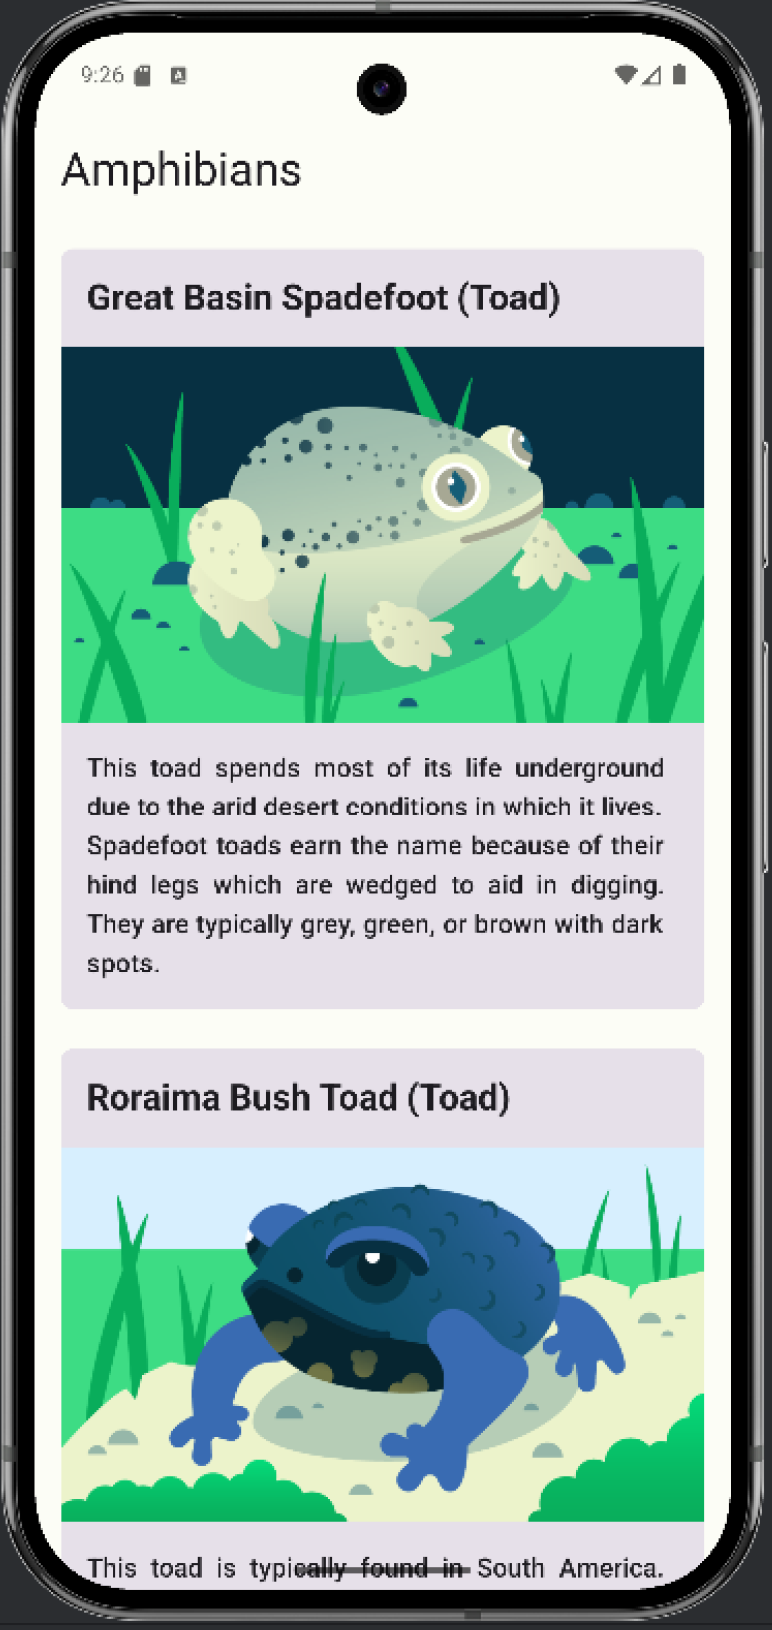 9:26
Amphibians
Great Basin Spadefoot (Toad)
This toad spends most of its life underground
due to the arid desert conditions in which it lives.
Spadefoot toads earn the name because of their
hind legs which are wedged to aid in digging.
They are typically grey, green, or brown with dark
spots.
Roraima Bush Toad (Toad)
This toad is typically found in South America.